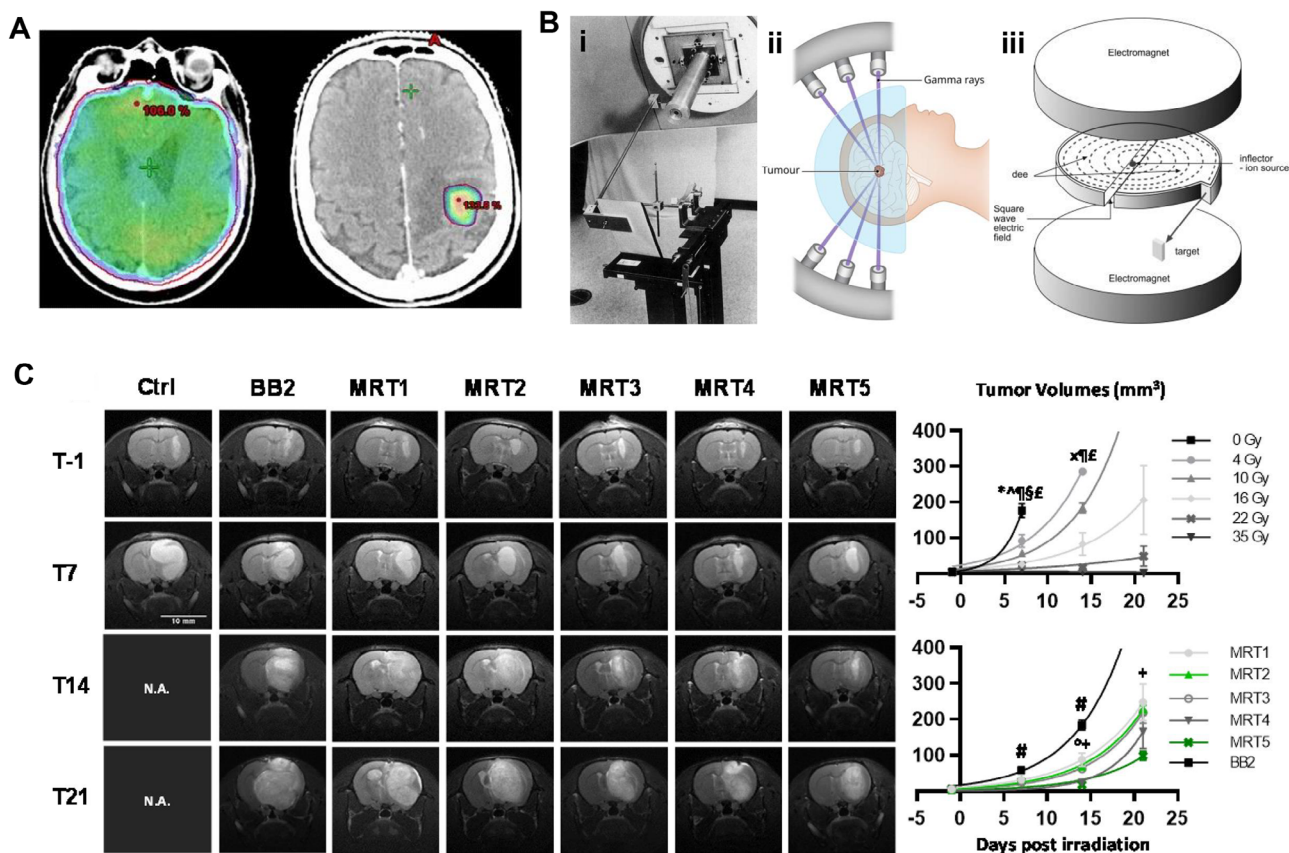 A
106.0 %
A
132.8 %
B
i
ii
Gamma rays
Tumour
iii
Electromagnet
dee
inflector
- ion source
Square
wave
electric
field
target
Electromagnet
C
Ctrl BB2 MRT1 MRT2 MRT3 MRT4 MRT5
T-1
T7
10 mm
T14
N.A.
T21
N.A.
Tumor Volumes (mm³)
400
300
200
100
-5 0 5 10 15 20 25
*^¶§£
x¶£
0 Gy
4 Gy
10 Gy
16 Gy
22 Gy
35 Gy
400
300
200
100
-5 0 5 10 15 20 25
#
#
°+
+
MRT1
MRT2
MRT3
MRT4
MRT5
BB2
Days post irradiation